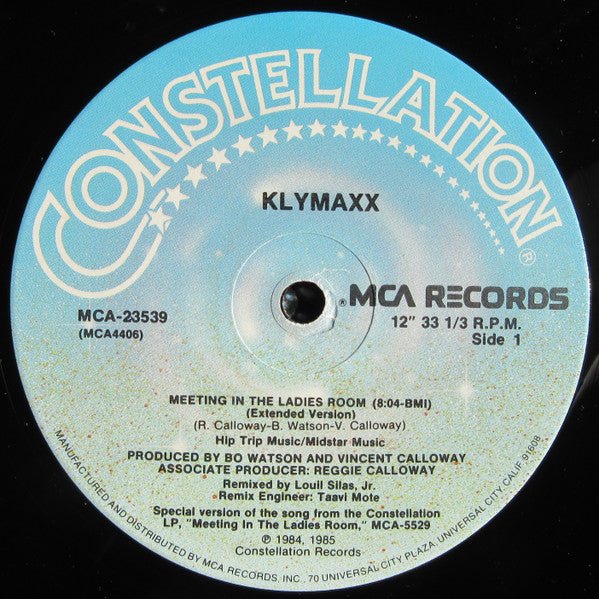 CONSTELLATION®
KLYMAXX
MCA-23539
(MCA4406)
®MCA RECORDS
12" 33 1/3 R.P.M.
Side 1
MEETING IN THE LADIES ROOM (8:04-BMI)
(Extended Version)
(R. Calloway-B. Watson-V. Calloway)
Hip Trip Music/Midstar Music
PRODUCED BY BO WATSON AND VINCENT CALLOWAY
ASSOCIATE PRODUCER: REGGIE CALLOWAY
Remixed by Louil Silas, Jr.
Remix Engineer: Taavi Mote
Special version of the song from the Constellation
LP, "Meeting In The Ladies Room," MCA-5529
℗ 1984, 1985
Constellation Records
MANUFACTURED AND DISTRIBUTED BY MCA RECORDS, INC., 70 UNIVERSAL CITY PLAZA, UNIVERSAL CITY, CALIF. 91608